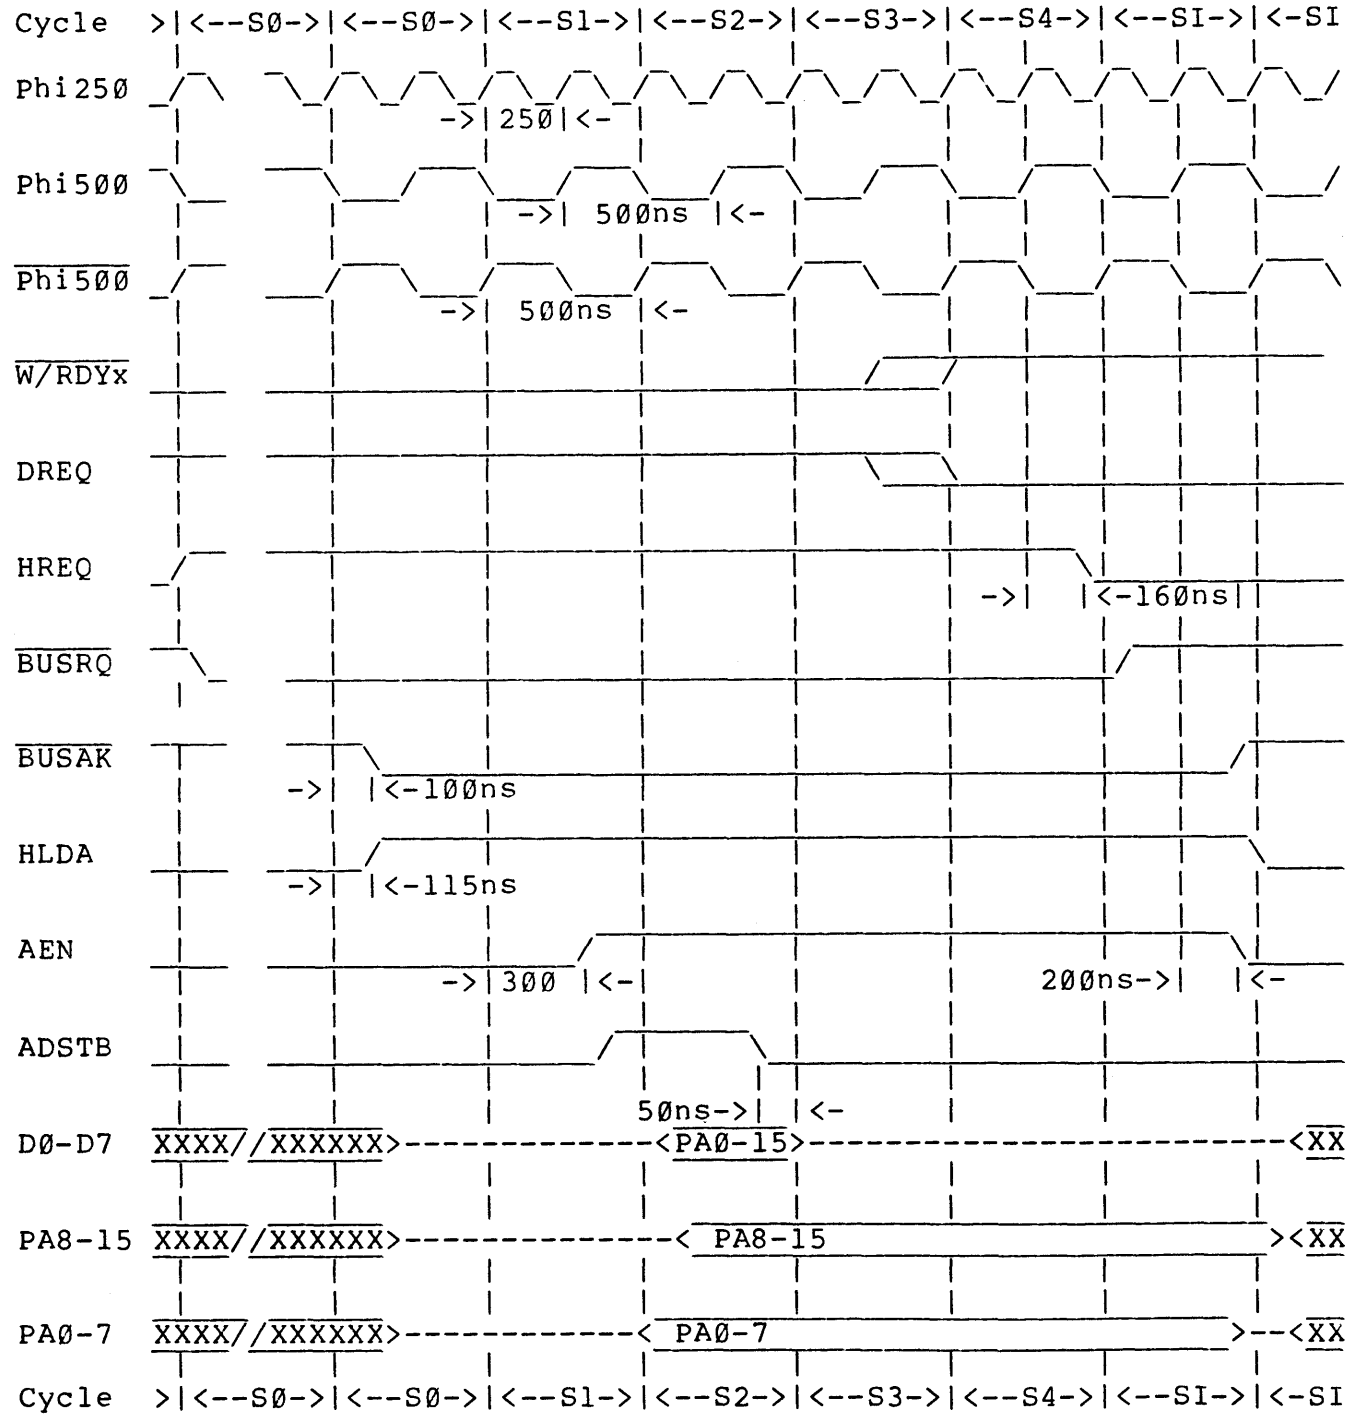 Cycle >|<--SØ->|<--SØ->|<--S1->|<--S2->|<--S3->|<--S4->|<--SI->|<-SI
Phi25Ø
->|25Ø|<-
Phi5ØØ
->| 5ØØns |<-
Phi5ØØ
->| 5ØØns |<-
W/RDYx
DREQ
HREQ
->| |<-16Øns|
BUSRQ
BUSAK
->| |<-1ØØns
HLDA
->| |<-115ns
AEN
->|3ØØ |<- 2ØØns->| |<-
ADSTB
5Øns->| |<-
DØ-D7 XXXX//XXXXXX>------------<PAØ-15>------------------------<XX
PA8-15 XXXX//XXXXXX>-------------< PA8-15 ><XX
PAØ-7 XXXX//XXXXXX>------------< PAØ-7 >--<XX
Cycle >|<--SØ->|<--SØ->|<--S1->|<--S2->|<--S3->|<--S4->|<--SI->|<-SI